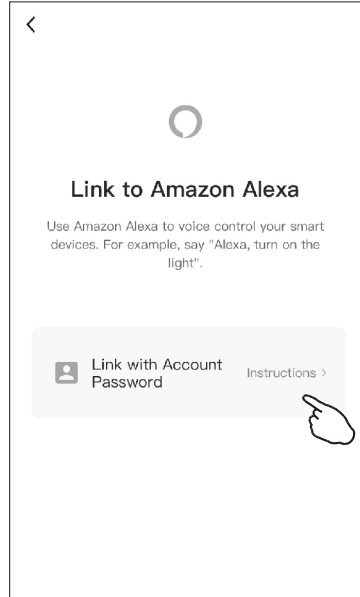 Link to Amazon Alexa
Use Amazon Alexa to voice control your smart
devices. For example, say "Alexa, turn on the
light".
Link with Account
Password
Instructions >